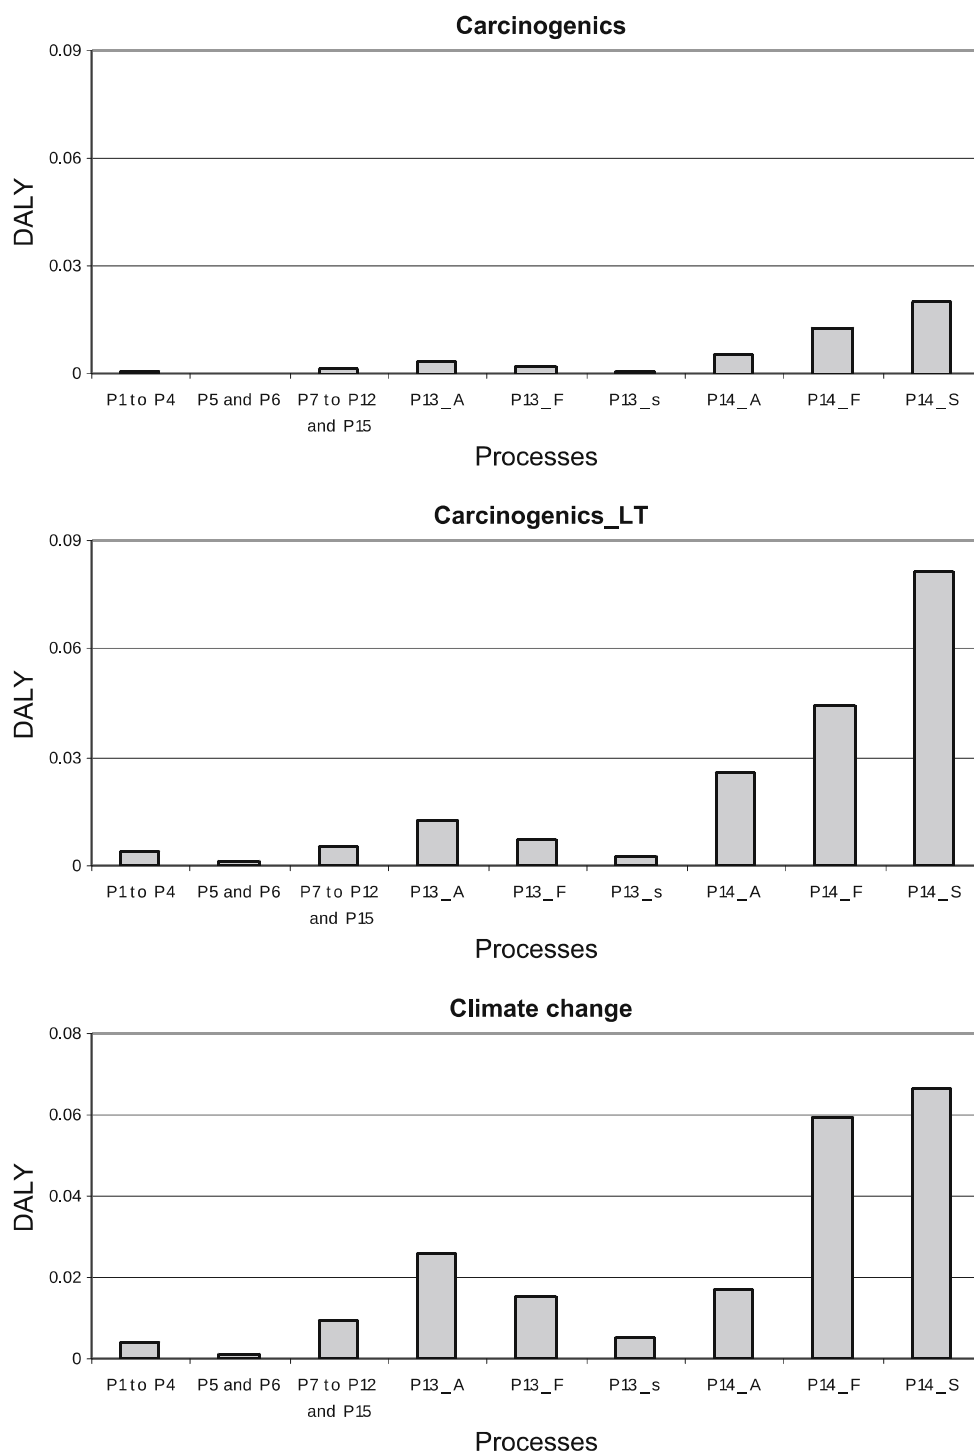 Carcinogenics
0.09
0.06
0.03
0
DALY
P1 to P4 P5 and P6 P7 to P12 and P15 P13_A P13_F P13_s P14_A P14_F P14_S
Processes
Carcinogenics_LT
0.09
0.06
0.03
0
DALY
P1 to P4 P5 and P6 P7 to P12 and P15 P13_A P13_F P13_s P14_A P14_F P14_S
Processes
Climate change
0.08
0.06
0.04
0.02
0
DALY
P1 to P4 P5 and P6 P7 to P12 and P15 P13_A P13_F P13_s P14_A P14_F P14_S
Processes